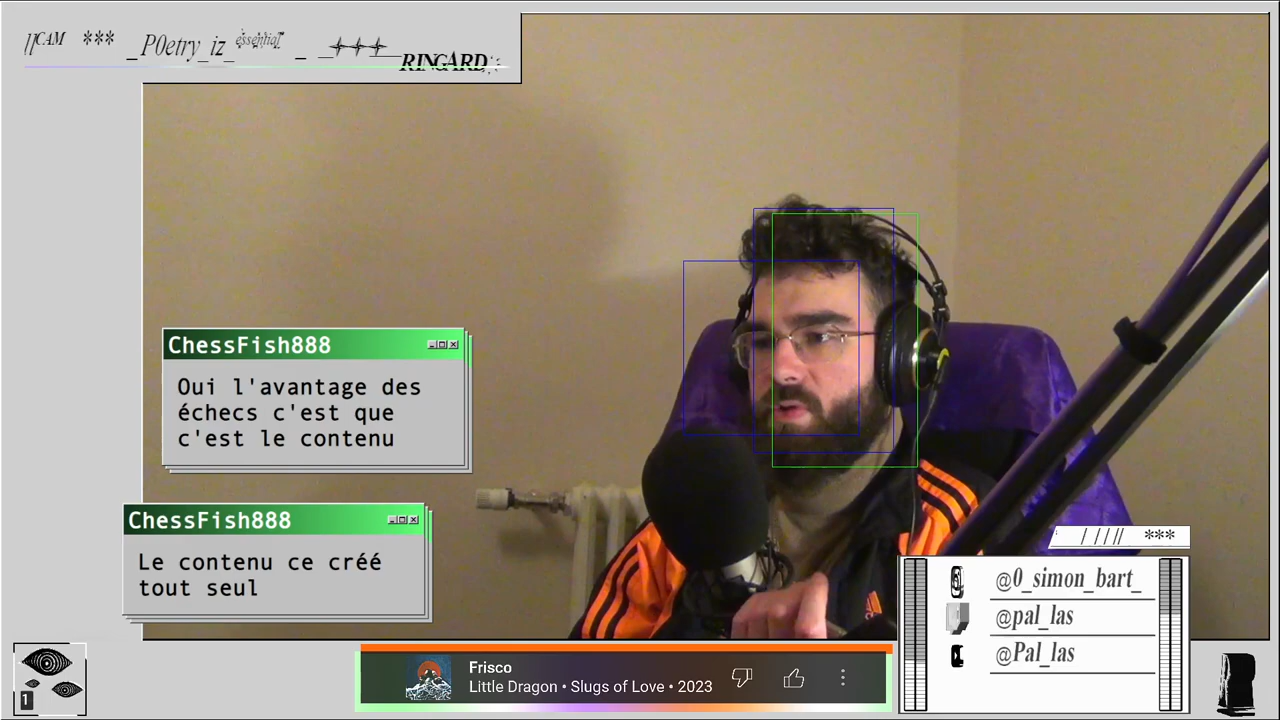 CAM *** _P0etry_iz_ essential _ RINGARD
ChessFish888
Oui l'avantage des
échecs c'est que
c'est le contenu
ChessFish888
Le contenu ce créé
tout seul
Frisco
Little Dragon • Slugs of Love • 2023
/ / / // ***
@0_simon_bart_
@pal_las
@Pal_las
1